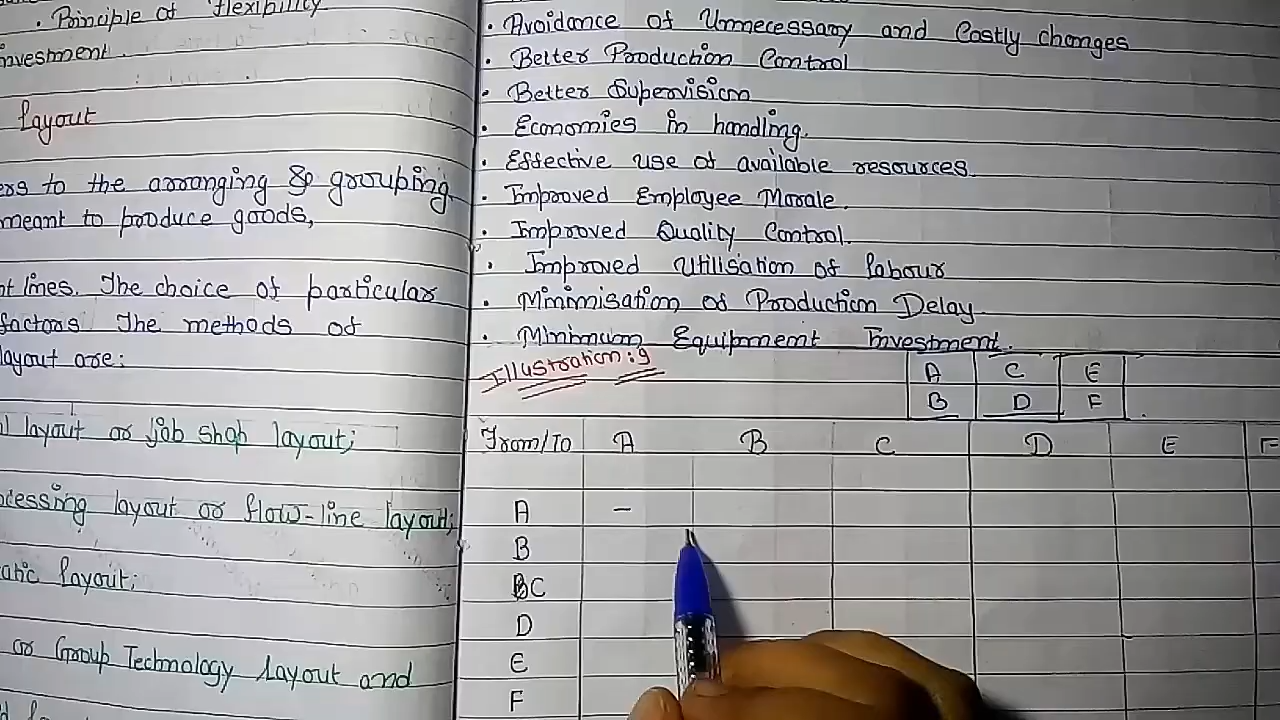 . Principle of flexibility
investment
Layout
to the arranging & grouping
meant to produce goods,
lines. The choice of particular
factors The methods of
layout are:
layout or job shop layout;
layout or flow-line layout;
layout;
or Group Technology layout and
. Avoidance of Unnecessary and Costly changes
. Better Production Control
. Better Supervision
. Economies in handling.
. Effective use of available resources
. Improved Employee Morale.
. Improved Quality Control.
. Improved Utilisation of labour
. Minimisation of Production Delay
. Minimum Equipment Investment.
Illustration: 9
A C E
B D F
From/To A B C D E F
A –
B
C
D
E
F